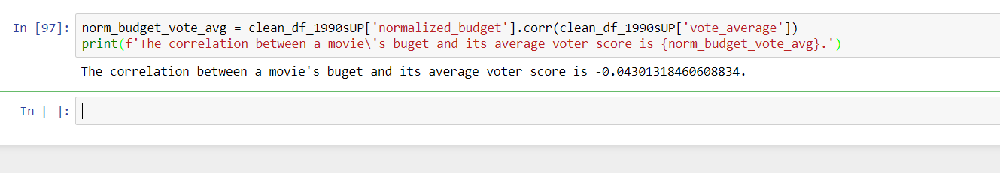 In [97]: norm_budget_vote_avg = clean_df_1990sUP['normalized_budget'].corr(clean_df_1990sUP['vote_average'])
print(f'The correlation between a movie\'s buget and its average voter score is {norm_budget_vote_avg}.')
The correlation between a movie's buget and its average voter score is -0.04301318460608834.
In [ ]: